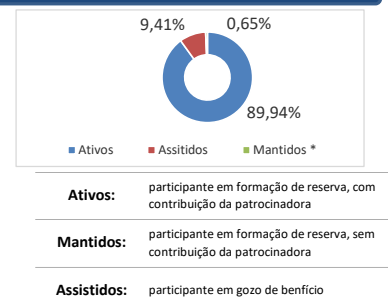 9,41% 0,65%
89,94%
Ativos Assitidos Mantidos *
Ativos: participante em formação de reserva, com
contribuição da patrocinadora
Mantidos: participante em formação de reserva, sem
contribuição da patrocinadora
Assistidos: participante em gozo de benfício